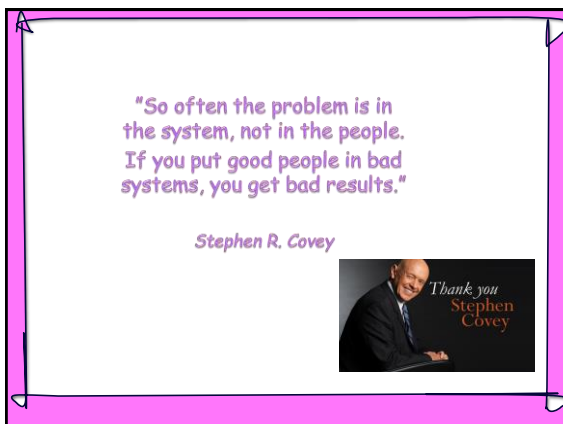 "So often the problem is in
the system, not in the people.
If you put good people in bad
systems, you get bad results."
Stephen R. Covey
Thank you
Stephen
Covey